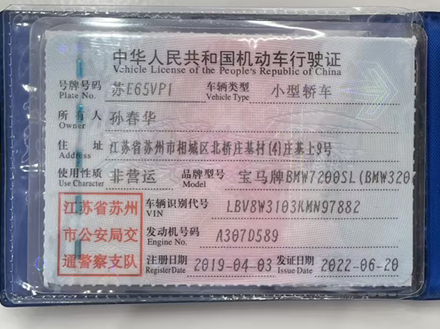 中华人民共和国机动车行驶证
Vehicle License of the People's Republic of China
号牌号码 苏E65VP1 车辆类型 小型轿车
Plate No. Vehicle Type
所有人 孙春华
Owner
住址 江苏省苏州市相城区北桥庄基村(4)庄基上9号
Address
使用性质 非营运 品牌型号 宝马牌BMW7200SL(BMW320
Use Character Model
江苏省苏州 车辆识别代号 LBV8W3103KMN97882
VIN
市公安局交 发动机号码 A307D589
Engine No.
通警察支队 注册日期 2019-04-03 发证日期 2022-06-20
Register Date Issue Date